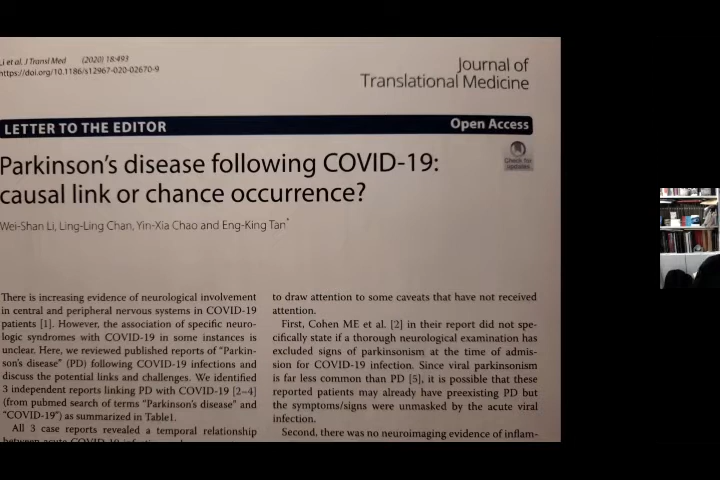 Li et al. J Transl Med (2020) 18:493
https://doi.org/10.1186/s12967-020-02670-9
Journal of
Translational Medicine
LETTER TO THE EDITOR
Open Access
Check for
updates
Parkinson's disease following COVID-19:
causal link or chance occurrence?
Wei-Shan Li, Ling-Ling Chan, Yin-Xia Chao and Eng-King Tan*
There is increasing evidence of neurological involvement
in central and peripheral nervous systems in COVID-19
patients [1]. However, the association of specific neuro-
logic syndromes with COVID-19 in some instances is
unclear. Here, we reviewed published reports of "Parkin-
son's disease" (PD) following COVID-19 infections and
discuss the potential links and challenges. We identified
3 independent reports linking PD with COVID-19 [2–4]
(from pubmed search of terms "Parkinson's disease" and
"COVID-19") as summarized in Table1.
All 3 case reports revealed a temporal relationship
between acute COVID-19
to draw attention to some caveats that have not received
attention.
First, Cohen ME et al. [2] in their report did not spe-
cifically state if a thorough neurological examination has
excluded signs of parkinsonism at the time of admis-
sion for COVID-19 infection. Since viral parkinsonism
is far less common than PD [5], it is possible that these
reported patients may already have preexisting PD but
the symptoms/signs were unmasked by the acute viral
infection.
Second, there was no neuroimaging evidence of inflam-